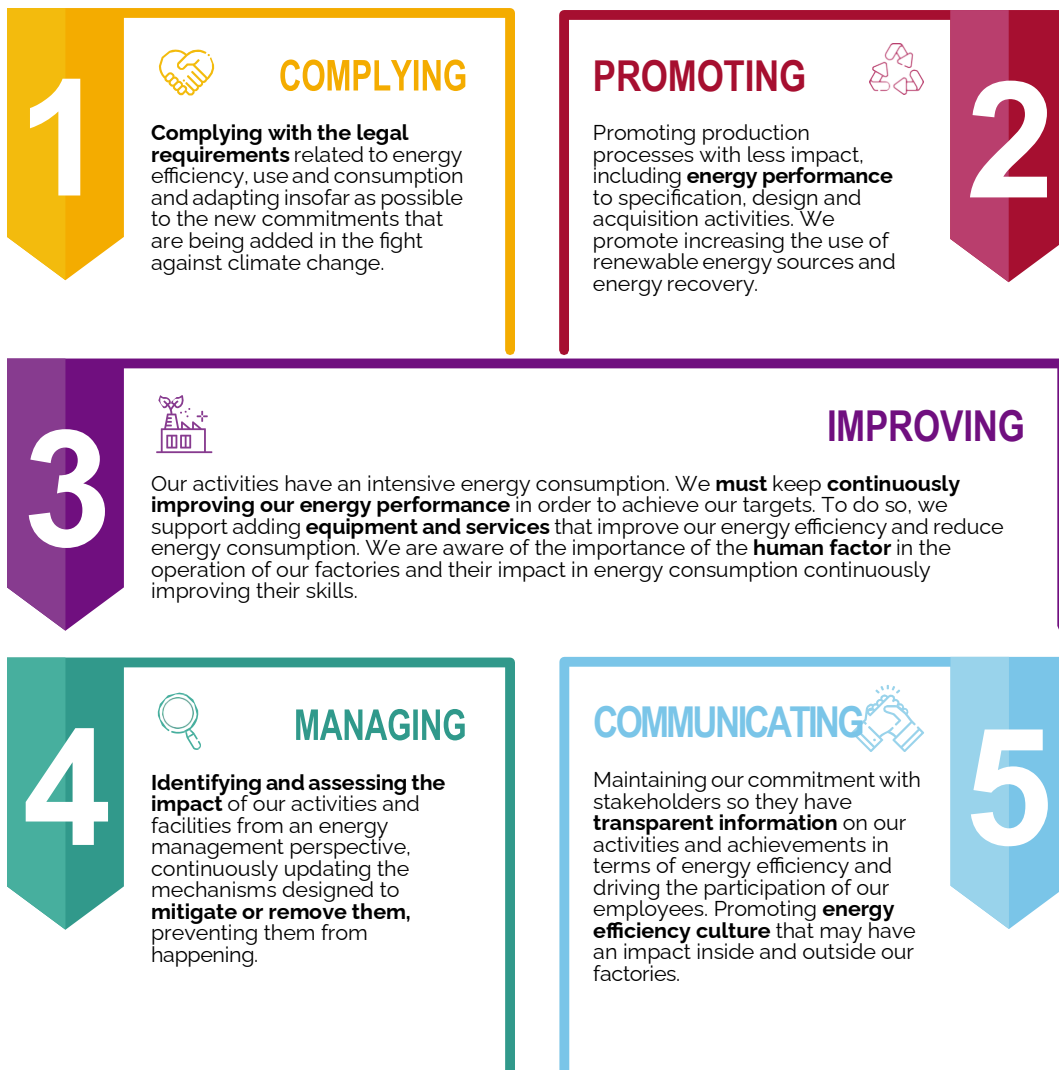 1
COMPLYING
Complying with the legal
requirements related to energy
efficiency, use and consumption
and adapting insofar as possible
to the new commitments that
are being added in the fight
against climate change.
PROMOTING
2
Promoting production
processes with less impact,
including energy performance
to specification, design and
acquisition activities. We
promote increasing the use of
renewable energy sources and
energy recovery.
3
IMPROVING
Our activities have an intensive energy consumption. We must keep continuously
improving our energy performance in order to achieve our targets. To do so, we
support adding equipment and services that improve our energy efficiency and reduce
energy consumption. We are aware of the importance of the human factor in the
operation of our factories and their impact in energy consumption continuously
improving their skills.
4
MANAGING
Identifying and assessing the
impact of our activities and
facilities from an energy
management perspective,
continuously updating the
mechanisms designed to
mitigate or remove them,
preventing them from
happening.
COMMUNICATING
5
Maintaining our commitment with
stakeholders so they have
transparent information on our
activities and achievements in
terms of energy efficiency and
driving the participation of our
employees. Promoting energy
efficiency culture that may have
an impact inside and outside our
factories.